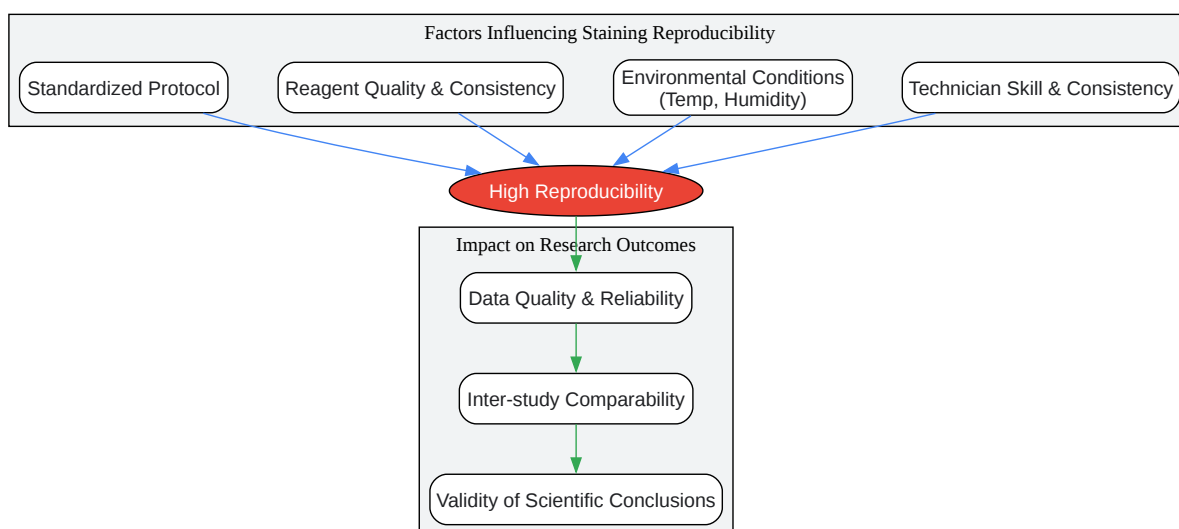 Factors Influencing Staining Reproducibility
Standardized Protocol
Reagent Quality & Consistency
Environmental Conditions
(Temp, Humidity)
Technician Skill & Consistency
High Reproducibility
Impact on Research Outcomes
Data Quality & Reliability
Inter-study Comparability
Validity of Scientific Conclusions